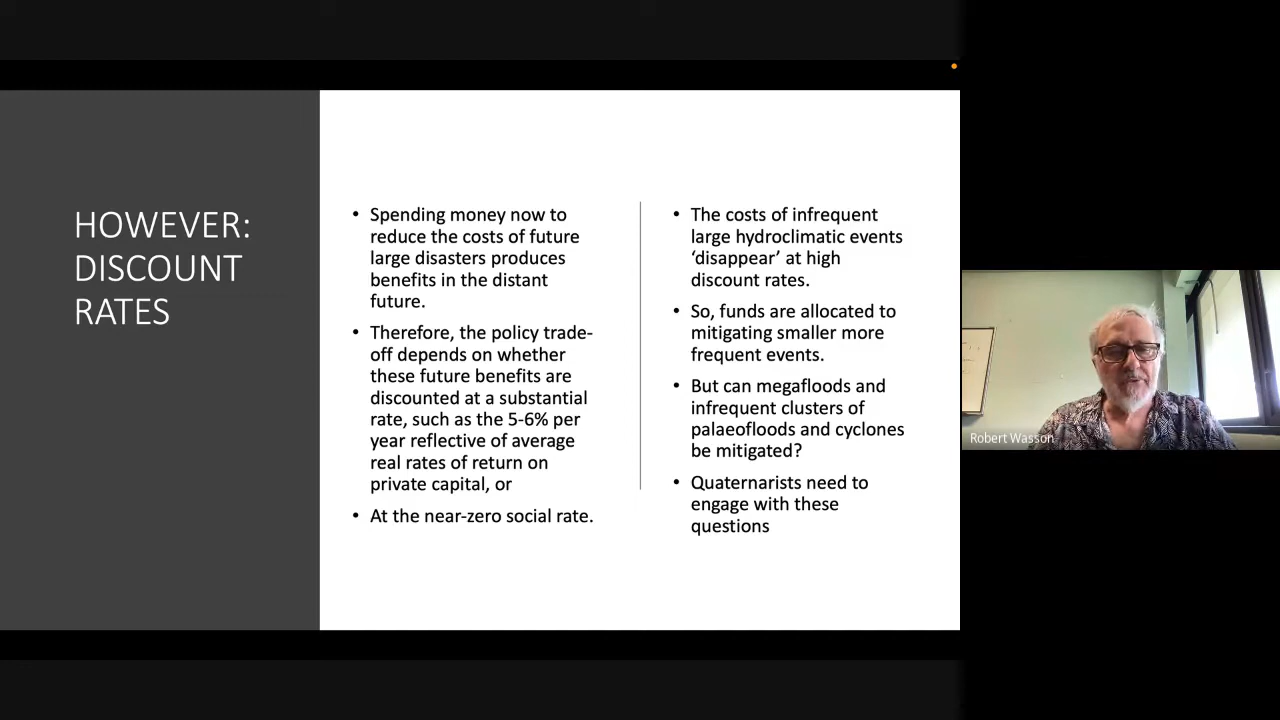 HOWEVER:
DISCOUNT
RATES
• Spending money now to
reduce the costs of future
large disasters produces
benefits in the distant
future.
• Therefore, the policy trade-
off depends on whether
these future benefits are
discounted at a substantial
rate, such as the 5-6% per
year reflective of average
real rates of return on
private capital, or
• At the near-zero social rate.
• The costs of infrequent
large hydroclimatic events
‘disappear’ at high
discount rates.
• So, funds are allocated to
mitigating smaller more
frequent events.
• But can megafloods and
infrequent clusters of
palaeofloods and cyclones
be mitigated?
• Quaternarists need to
engage with these
questions
Robert Wasson